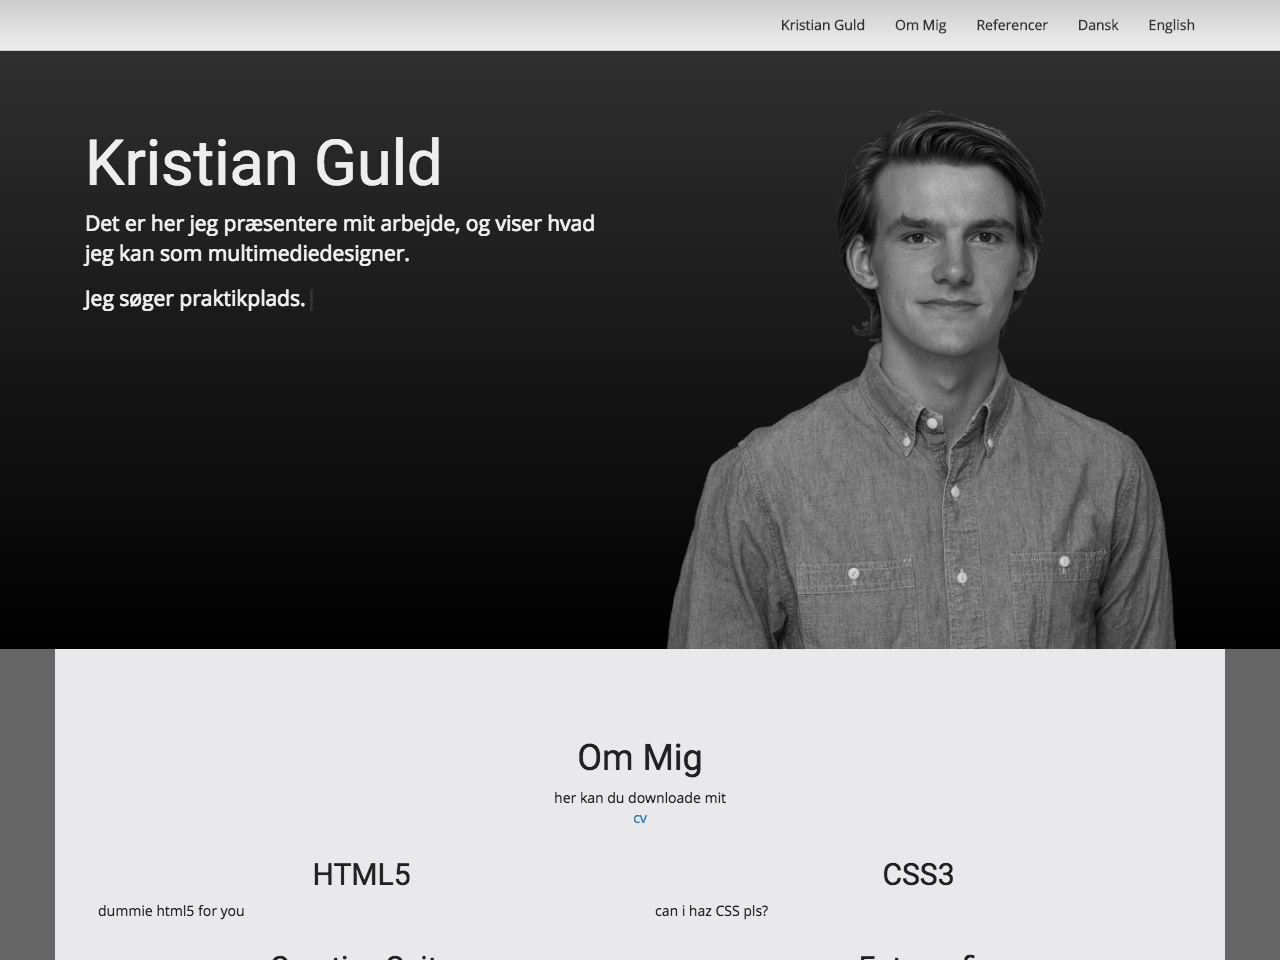 Kristian Guld Om Mig Referencer Dansk English
Kristian Guld
Det er her jeg præsentere mit arbejde, og viser hvad
jeg kan som multimediedesigner.
Jeg søger praktikplads.
Om Mig
her kan du downloade mit
cv
HTML5 CSS3
dummie html5 for you can i haz CSS pls?